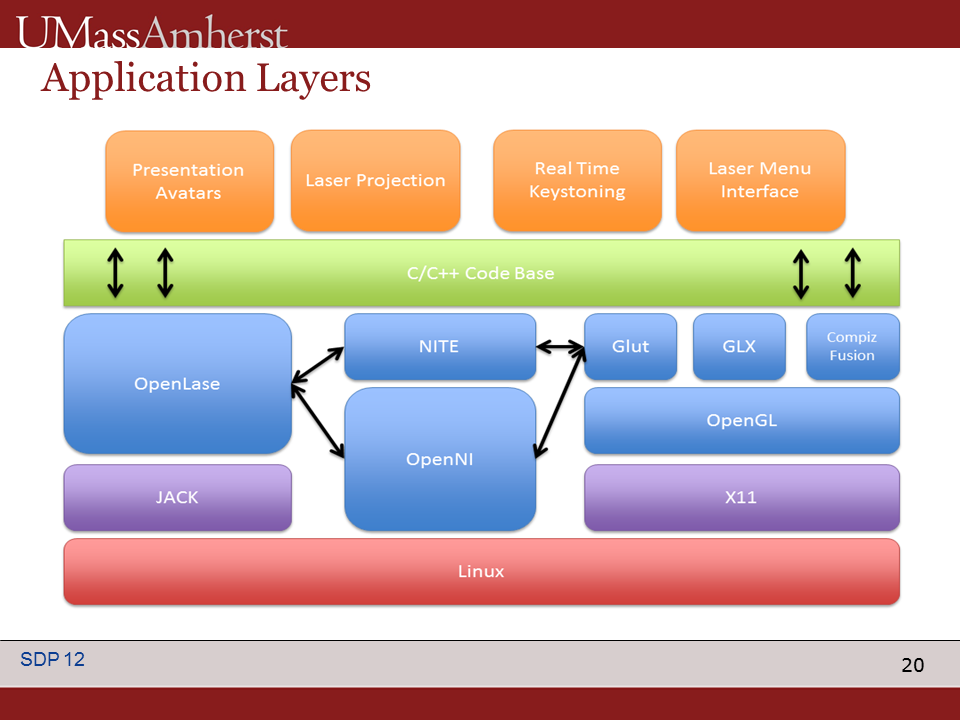 UMassAmherst
Application Layers
Presentation
Avatars
Laser Projection
Real Time
Keystoning
Laser Menu
Interface
C/C++ Code Base
OpenLase
NITE
Glut
GLX
Compiz
Fusion
OpenGL
OpenNI
JACK
X11
Linux
SDP 12
20